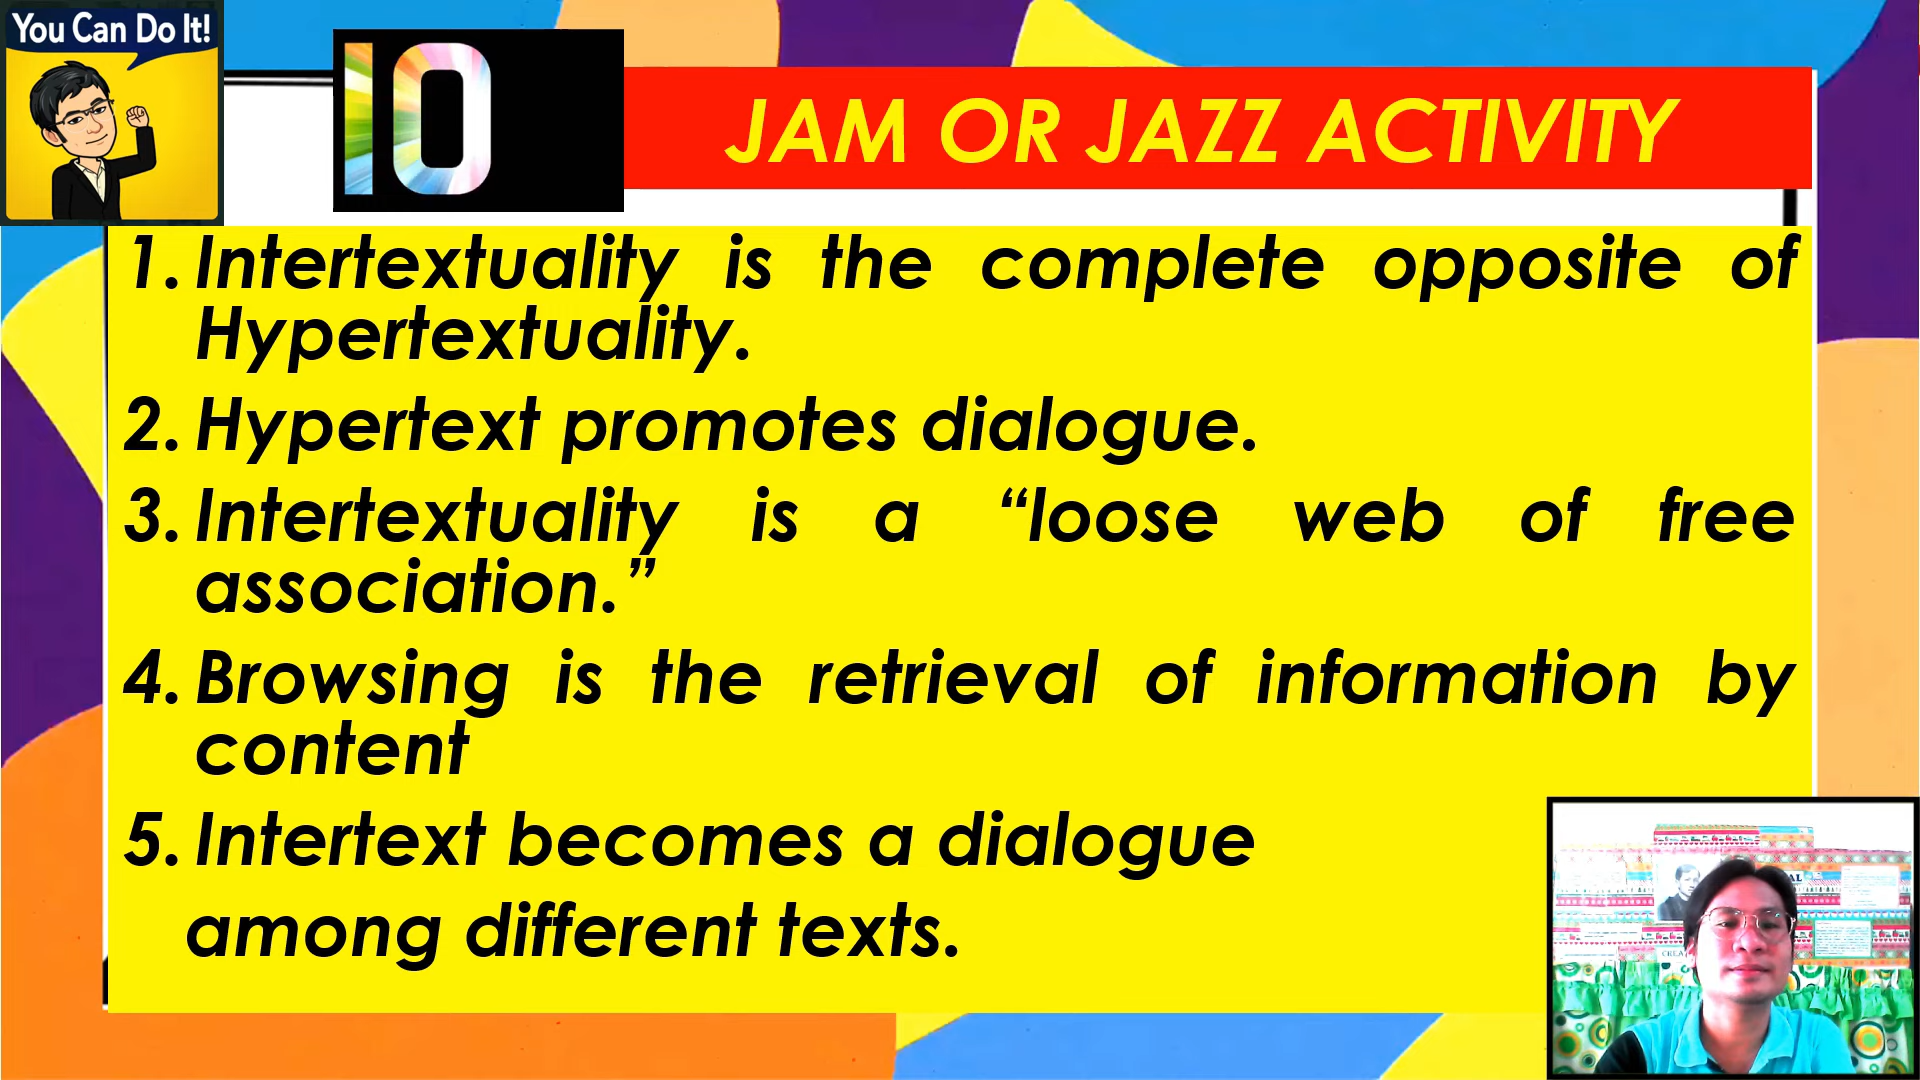 You Can Do It!
10
JAM OR JAZZ ACTIVITY
1. Intertextuality is the complete opposite of
Hypertextuality.
2. Hypertext promotes dialogue.
3. Intertextuality is a “loose web of free
association.”
4. Browsing is the retrieval of information by
content
5. Intertext becomes a dialogue
among different texts.